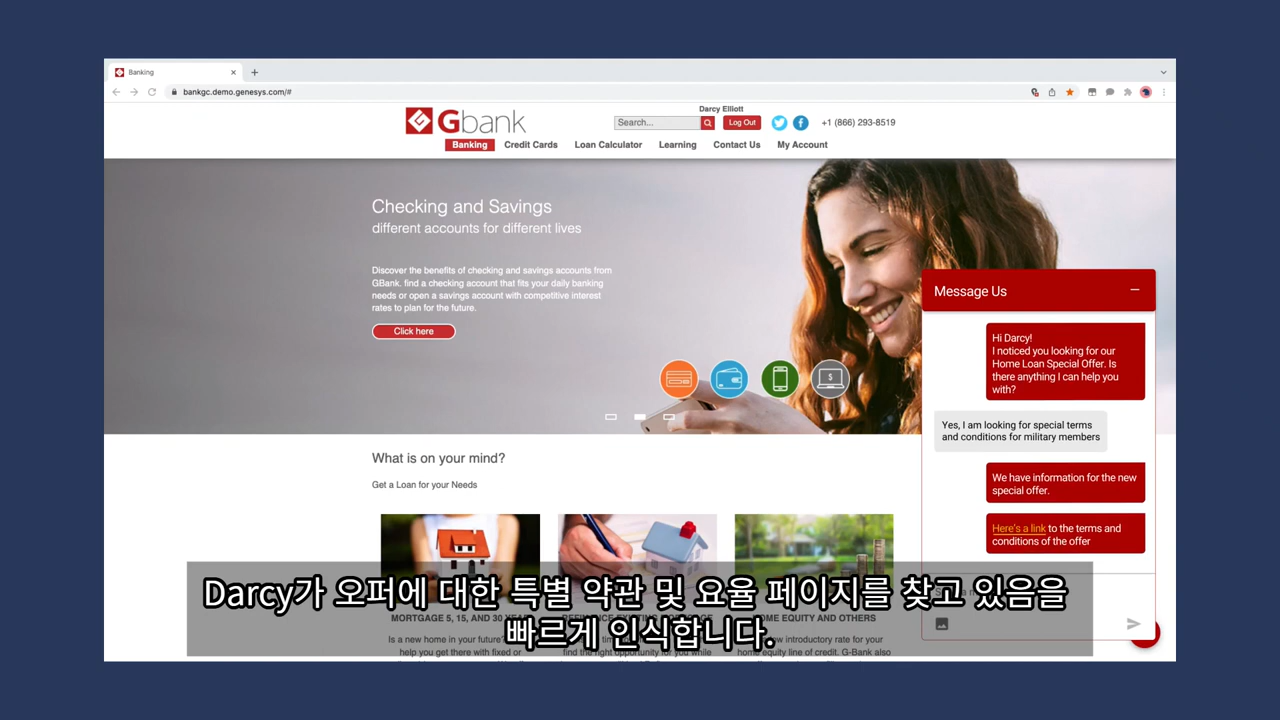 Banking
bankgc.demo.genesys.com/#
Darcy Elliott
Gbank
Search...
Log Out
+1 (866) 293-8519
Banking
Credit Cards
Loan Calculator
Learning
Contact Us
My Account
Checking and Savings
different accounts for different lives
Discover the benefits of checking and savings accounts from
GBank. find a checking account that fits your daily banking
needs or open a savings account with competitive interest
rates to plan for the future.
Click here
What is on your mind?
Get a Loan for your Needs
Message Us
Hi Darcy!
I noticed you looking for our
Home Loan Special Offer. Is
there anything I can help you
with?
Yes, I am looking for special terms
and conditions for military members
We have information for the new
special offer.
Here's a link to the terms and
conditions of the offer
MORTGAGE 5, 15, AND 30
HOME EQUITY AND OTHERS
Is a new home in your future?
help you get there with fixed or
find the right opportunity for you while
introductory rate for your
home equity line of credit. G-Bank also
Darcy가 오퍼에 대한 특별 약관 및 요율 페이지를 찾고 있음을
빠르게 인식합니다.